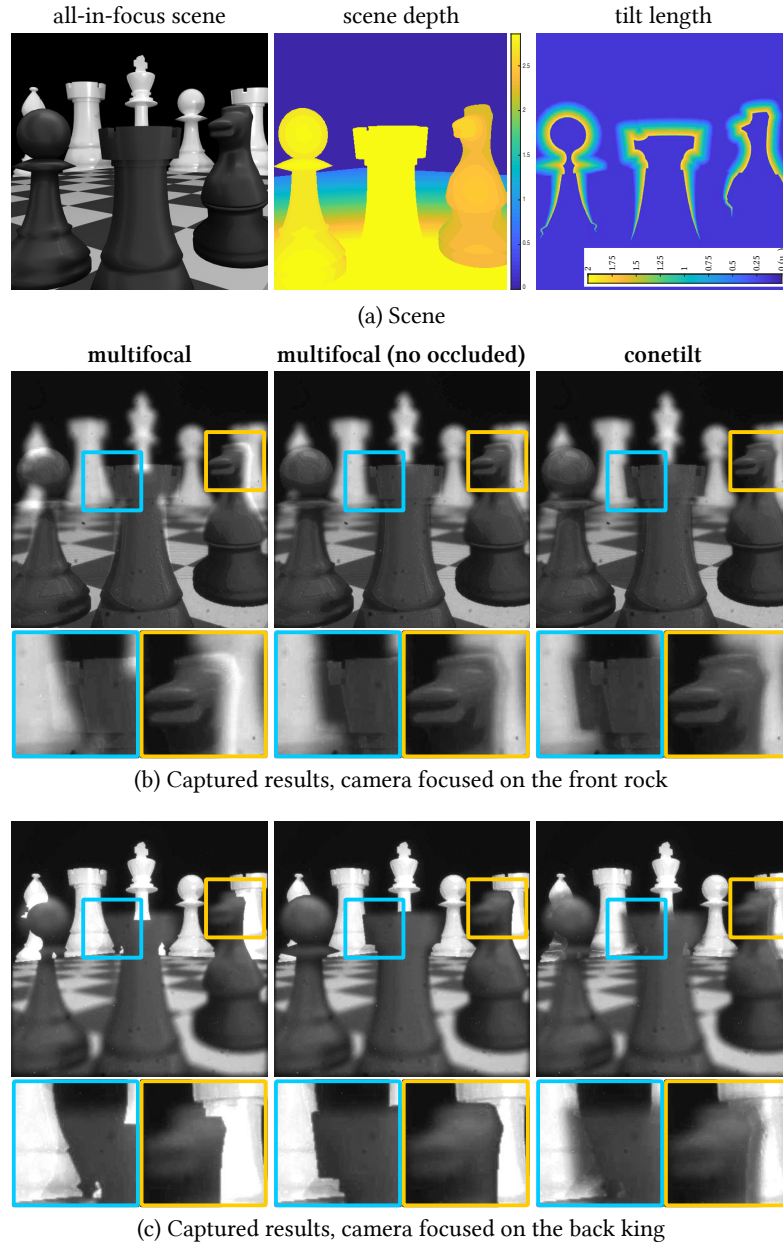 all-in-focus scene scene depth tilt length
2.5
2
1.5
1
0.5
0
2 1.75 1.5 1.25 1 0.75 0.5 0.25
(a) Scene
multifocal multifocal (no occluded) conetilt
(b) Captured results, camera focused on the front rock
(c) Captured results, camera focused on the back king